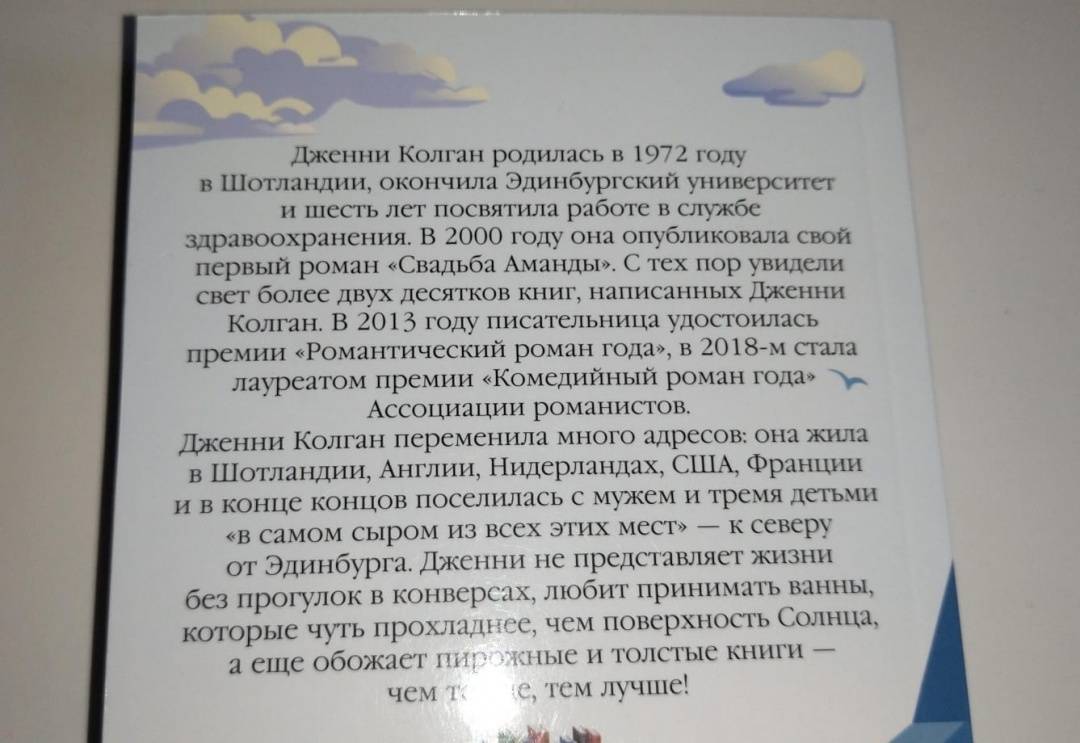 Дженни Колган родилась в 1972 году
в Шотландии, окончила Эдинбургский университет
и шесть лет посвятила работе в службе
здравоохранения. В 2000 году она опубликовала свой
первый роман «Свадьба Аманды». С тех пор увидели
свет более двух десятков книг, написанных Дженни
Колган. В 2013 году писательница удостоилась
премии «Романтический роман года», в 2018-м стала
лауреатом премии «Комедийный роман года»
Ассоциации романистов.
Дженни Колган переменила много адресов: она жила
в Шотландии, Англии, Нидерландах, США, Франции
и в конце концов поселилась с мужем и тремя детьми
«в самом сыром из всех этих мест» — к северу
от Эдинбурга. Дженни не представляет жизни
без прогулок в конверсах, любит принимать ванны,
которые чуть прохладнее, чем поверхность Солнца,
а еще обожает пирожные и толстые книги —
чем тем лучше!